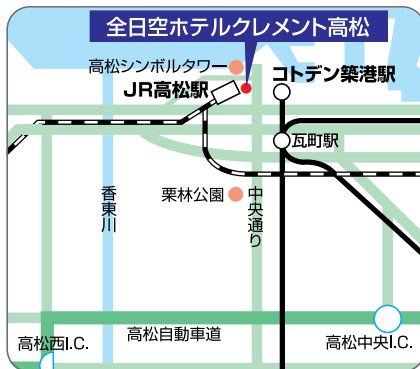 全日空ホテルクレメント高松
高松シンボルタワー
JR高松駅
コトデン築港駅
瓦町駅
香東川
栗林公園
中央通り
高松自動車道
高松西I.C.
高松中央I.C.